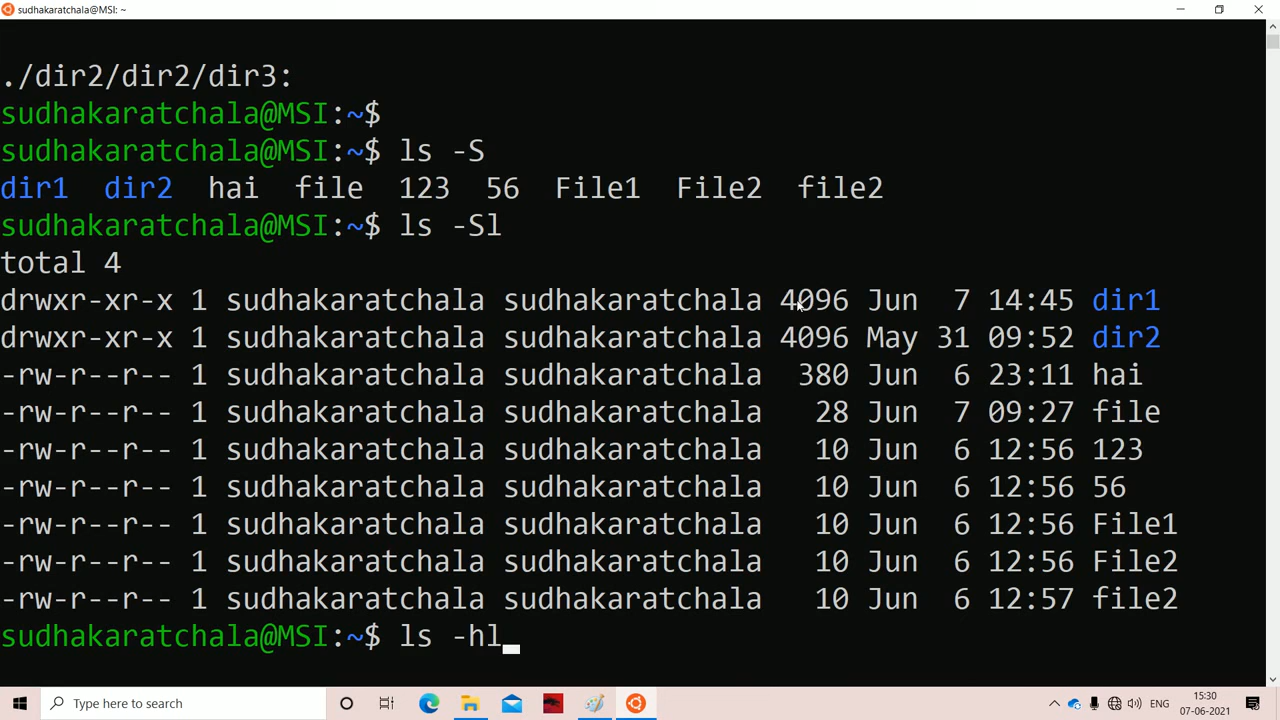 sudhakaratchala@MSI: ~
./dir2/dir2/dir3:
sudhakaratchala@MSI:~$
sudhakaratchala@MSI:~$ ls -S
dir1 dir2 hai file 123 56 File1 File2 file2
sudhakaratchala@MSI:~$ ls -Sl
total 4
drwxr-xr-x 1 sudhakaratchala sudhakaratchala 4096 Jun 7 14:45 dir1
drwxr-xr-x 1 sudhakaratchala sudhakaratchala 4096 May 31 09:52 dir2
-rw-r--r-- 1 sudhakaratchala sudhakaratchala 380 Jun 6 23:11 hai
-rw-r--r-- 1 sudhakaratchala sudhakaratchala 28 Jun 7 09:27 file
-rw-r--r-- 1 sudhakaratchala sudhakaratchala 10 Jun 6 12:56 123
-rw-r--r-- 1 sudhakaratchala sudhakaratchala 10 Jun 6 12:56 56
-rw-r--r-- 1 sudhakaratchala sudhakaratchala 10 Jun 6 12:56 File1
-rw-r--r-- 1 sudhakaratchala sudhakaratchala 10 Jun 6 12:56 File2
-rw-r--r-- 1 sudhakaratchala sudhakaratchala 10 Jun 6 12:57 file2
sudhakaratchala@MSI:~$ ls -hl
Type here to search
ENG
15:30
07-06-2021